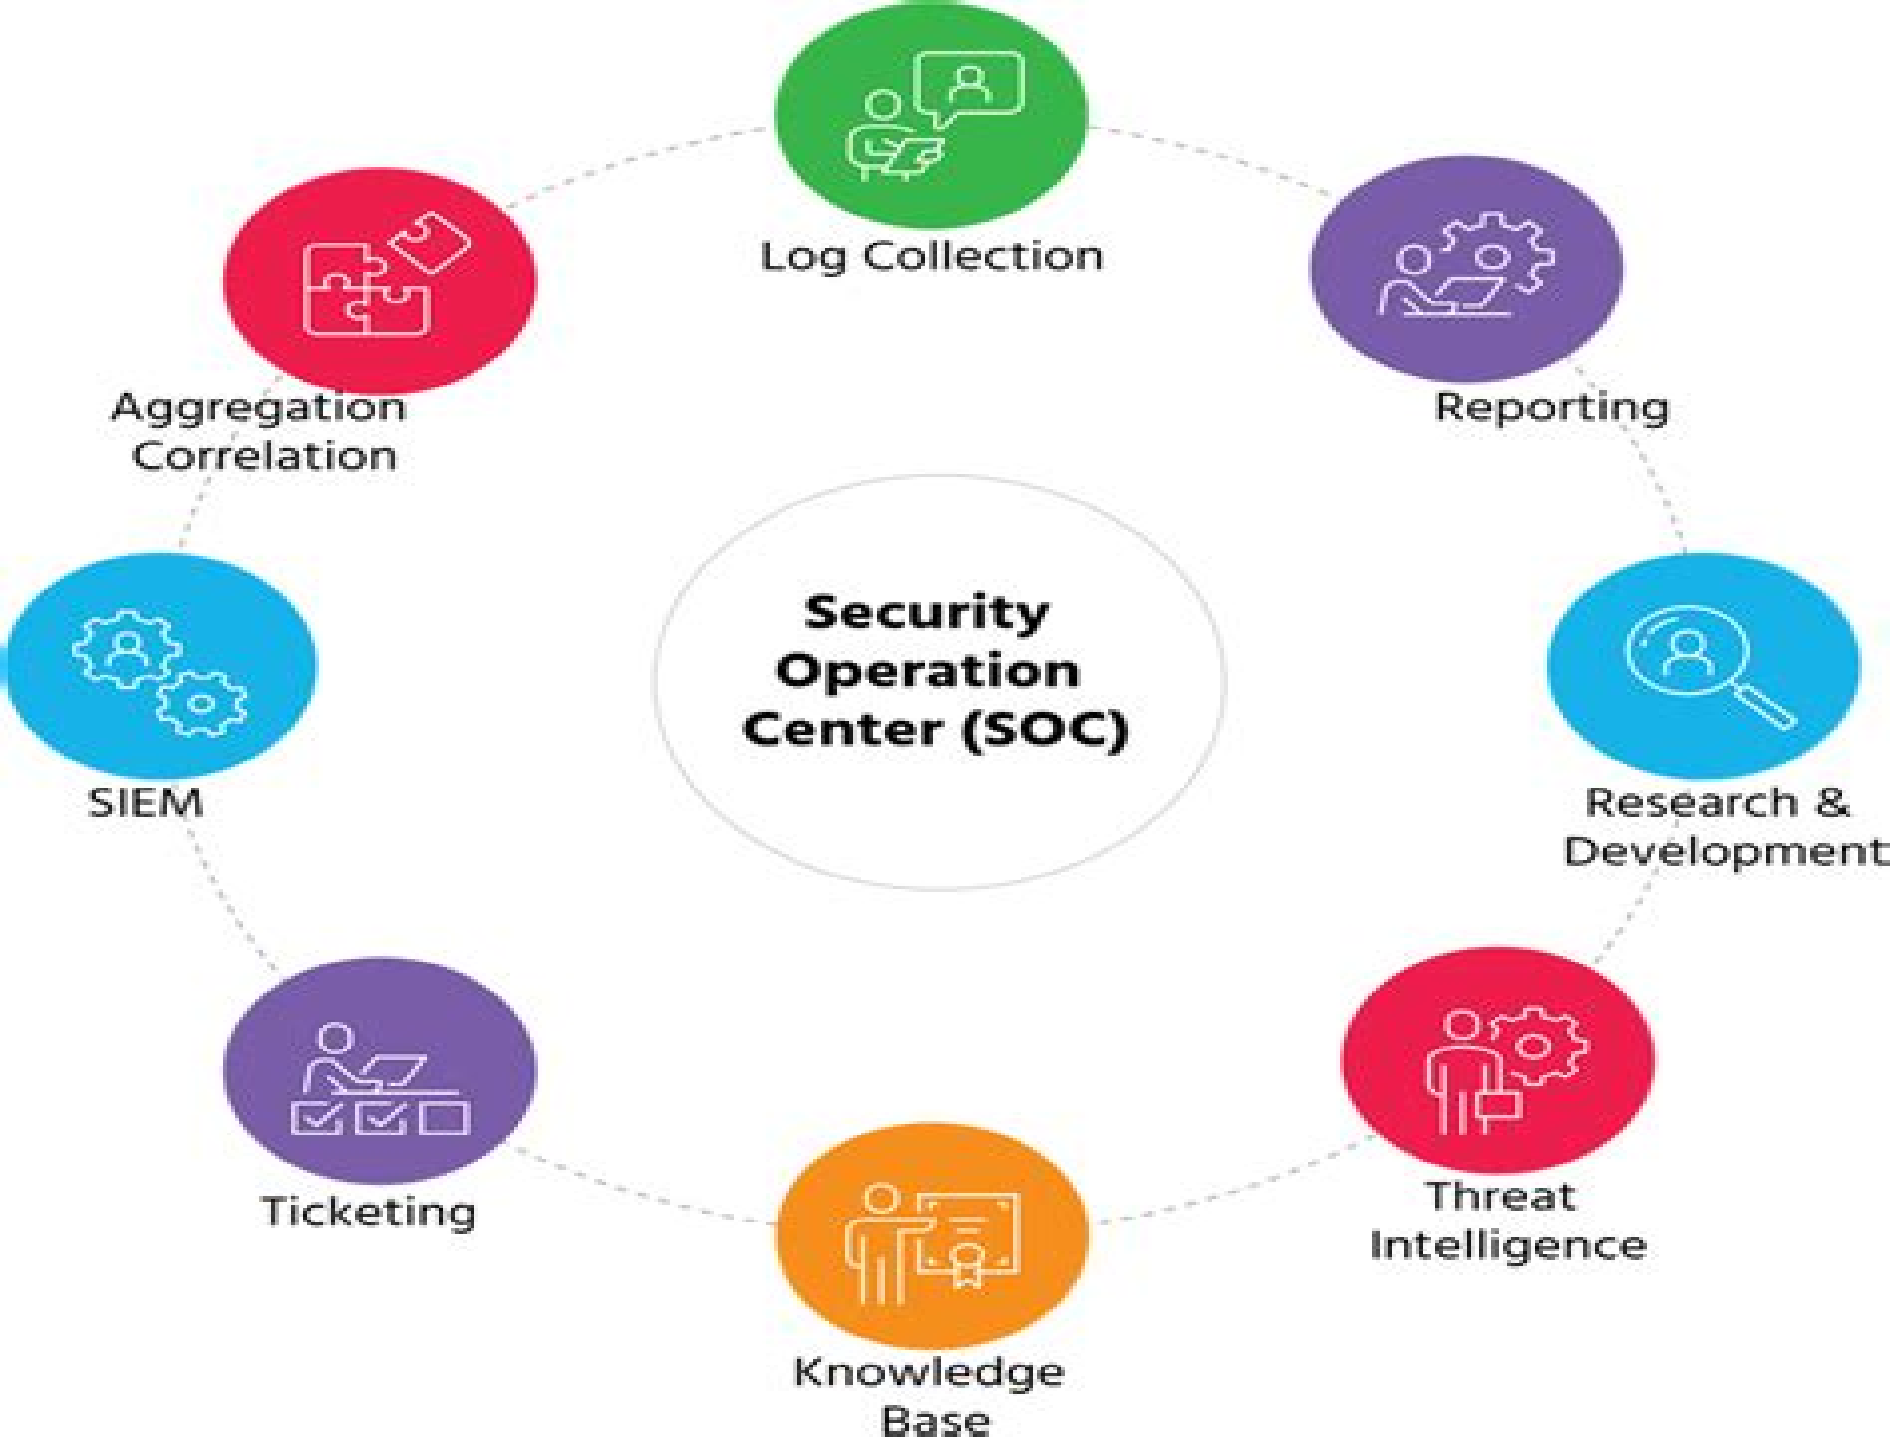 Log Collection
Reporting
Aggregation
Correlation
Security
Operation
Center (SOC)
SIEM
Research &
Development
Ticketing
Threat
Intelligence
Knowledge
Base